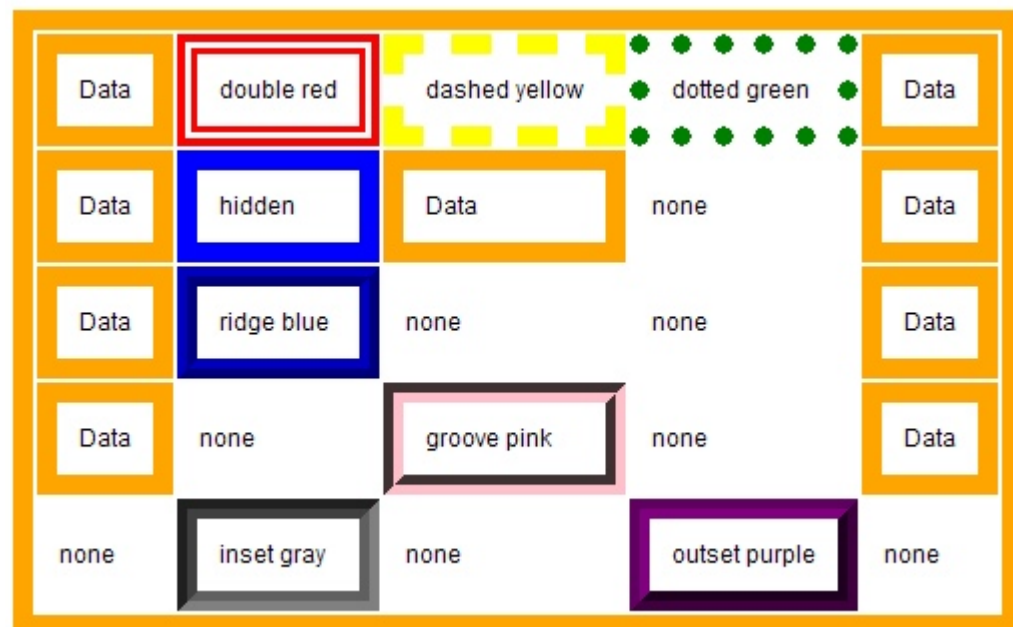 Data double red dashed yellow dotted green Data
Data hidden Data none Data
Data ridge blue none none Data
Data none groove pink none Data
none inset gray none outset purple none